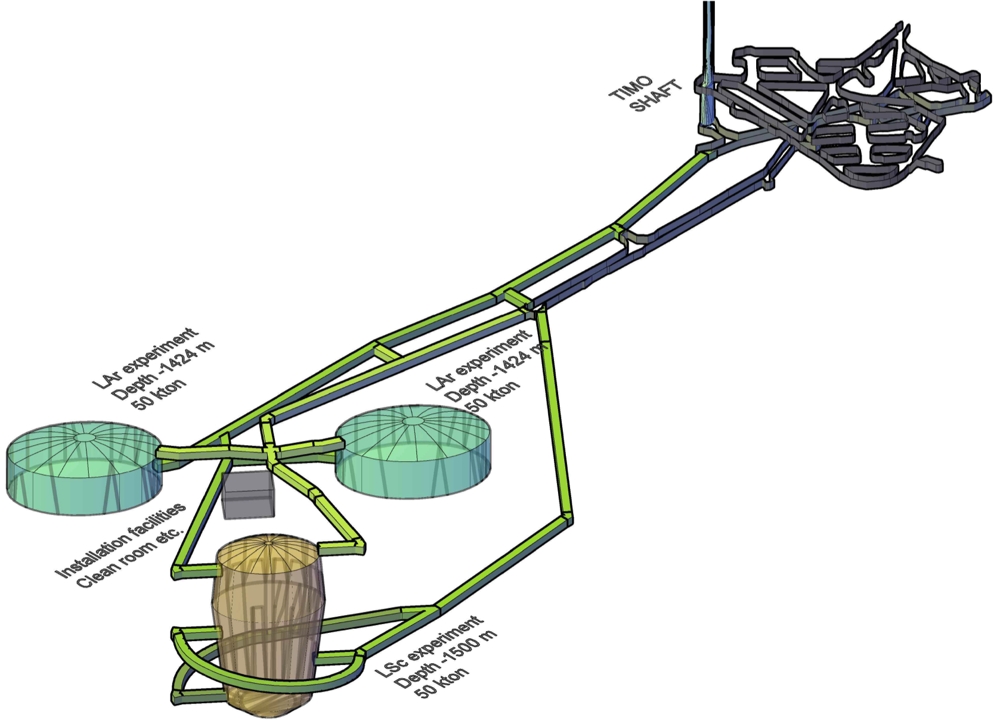 TIMO
SHAFT
LAr experiment
Depth -1424 m
50 kton
LAr experiment
Depth -1424 m
50 kton
Installation facilities
Clean room etc.
LSc experiment
Depth -1500 m
50 kton